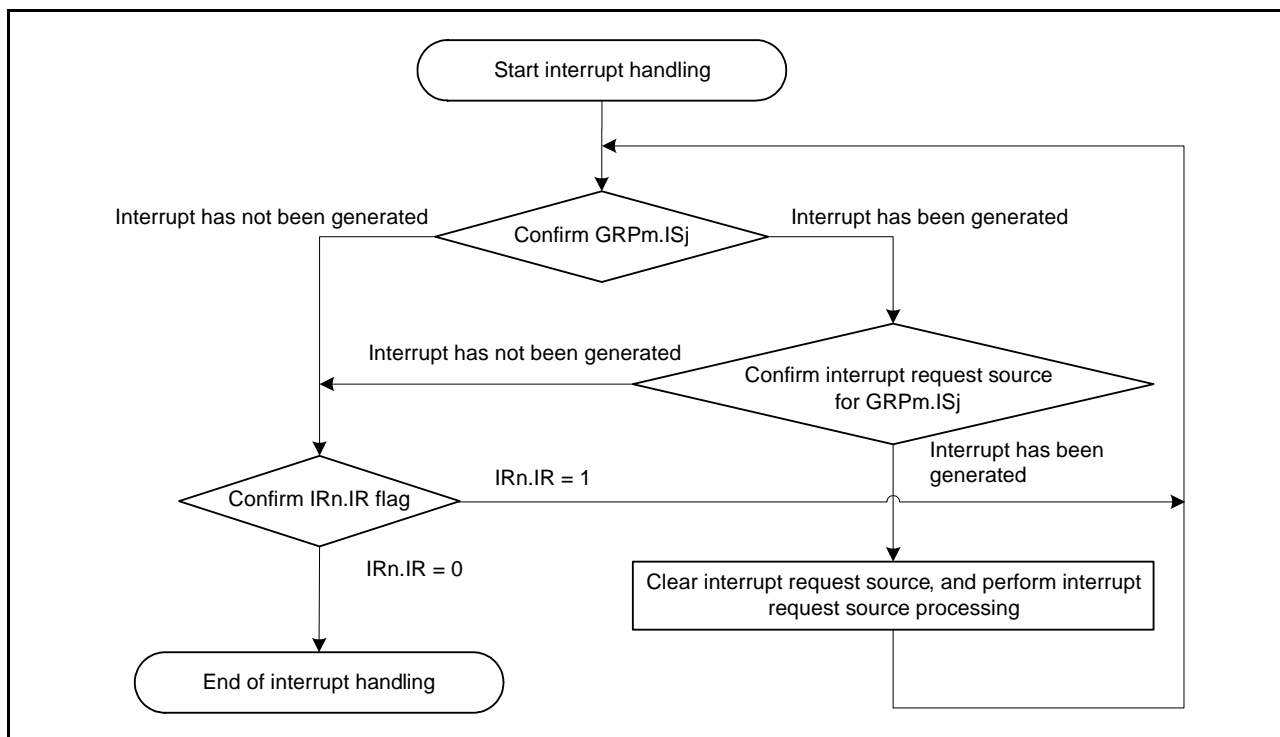 Start interrupt handling
Interrupt has not been generated
Interrupt has been generated
Confirm GRPm.ISj
Interrupt has not been generated
Confirm interrupt request source
for GRPm.ISj
Interrupt has been
generated
IRn.IR = 1
Confirm IRn.IR flag
IRn.IR = 0
Clear interrupt request source, and perform interrupt
request source processing
End of interrupt handling